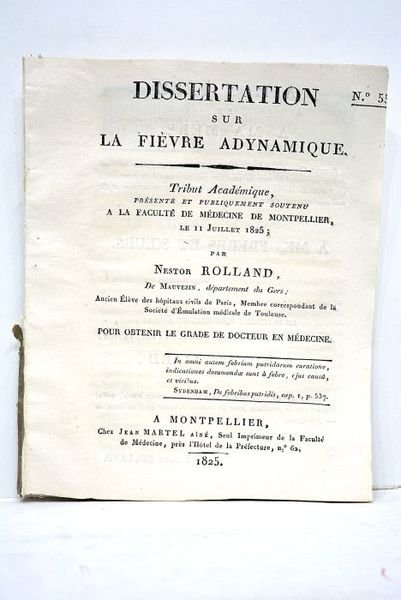 DISSERTATION
N.º 55
SUR
LA FIÈVRE ADYNAMIQUE.
Tribut Académique,
PRÉSENTÉ ET PUBLIQUEMENT SOUTENU
A LA FACULTÉ DE MÉDECINE DE MONTPELLIER,
LE 11 JUILLET 1825;
PAR
NESTOR ROLLAND,
De MAUVEZIN, département du Gers;
Ancien Élève des hôpitaux civils de Paris, Membre correspondant de la
Société d'Émulation médicale de Toulouse.
POUR OBTENIR LE GRADE DE DOCTEUR EN MÉDECINE.
In omni autem febrium putridarum curatione,
indicationes desumendæ sunt à febre, ejus causâ,
et viribus.
SYDENHAM, De febribus putridis, cap. 1, p. 537.
A MONTPELLIER,
Chez JEAN MARTEL AÎNÉ, Seul Imprimeur de la Faculté
de Médecine, près l'Hôtel de la Préfecture, n.º 62,
1825.